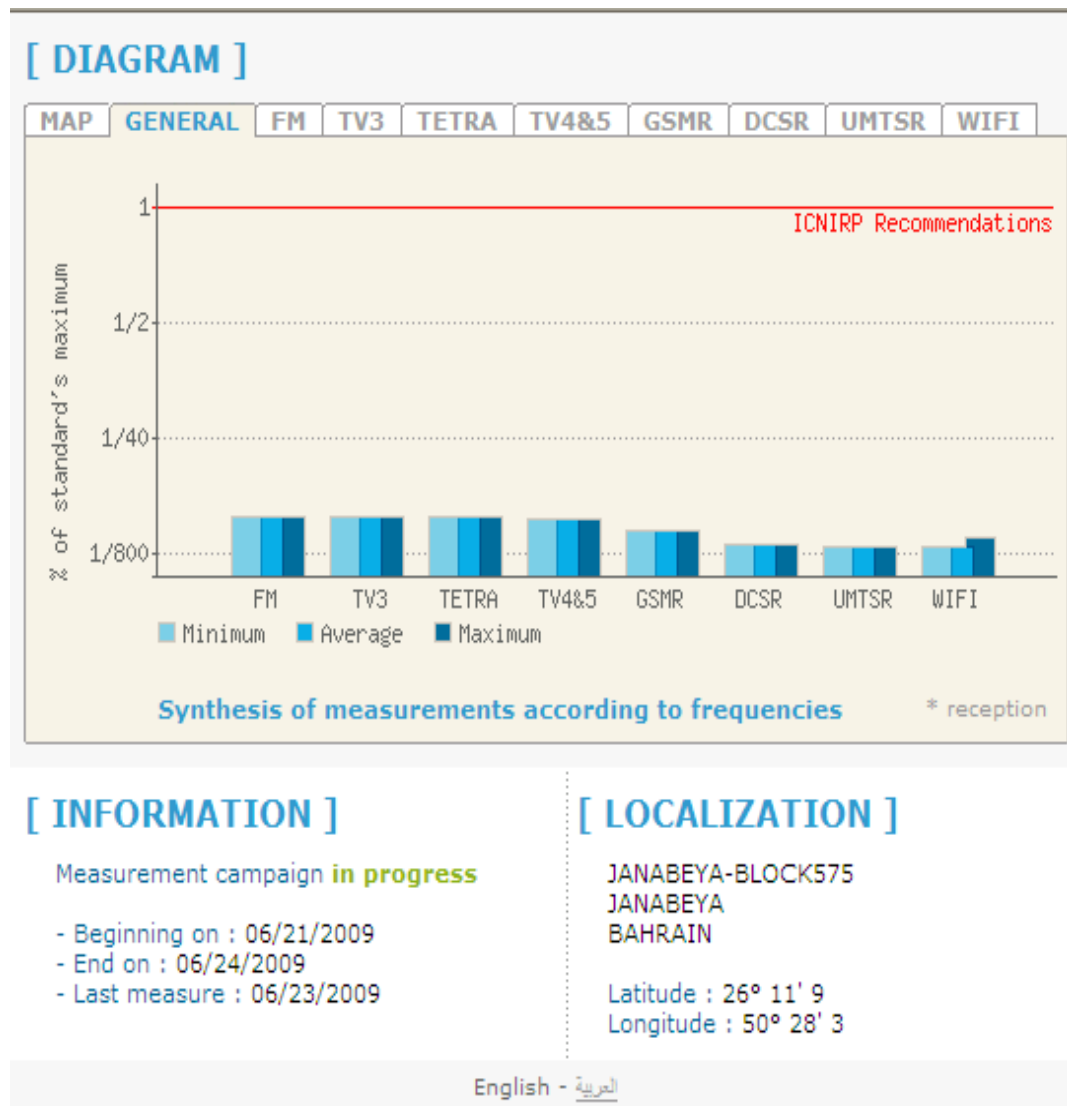 [ DIAGRAM ]
MAP GENERAL FM TV3 TETRA TV4&5 GSMR DCSR UMTSR WIFI
1
ICNIRP Recommendations
1/2
1/40
1/800
% of standard's maximum
FM TV3 TETRA TV4&5 GSMR DCSR UMTSR WIFI
Minimum Average Maximum
Synthesis of measurements according to frequencies * reception
[ INFORMATION ]
Measurement campaign in progress
- Beginning on : 06/21/2009
- End on : 06/24/2009
- Last measure : 06/23/2009
[ LOCALIZATION ]
JANABEYA-BLOCK575
JANABEYA
BAHRAIN
Latitude : 26° 11' 9
Longitude : 50° 28' 3
English - العربية